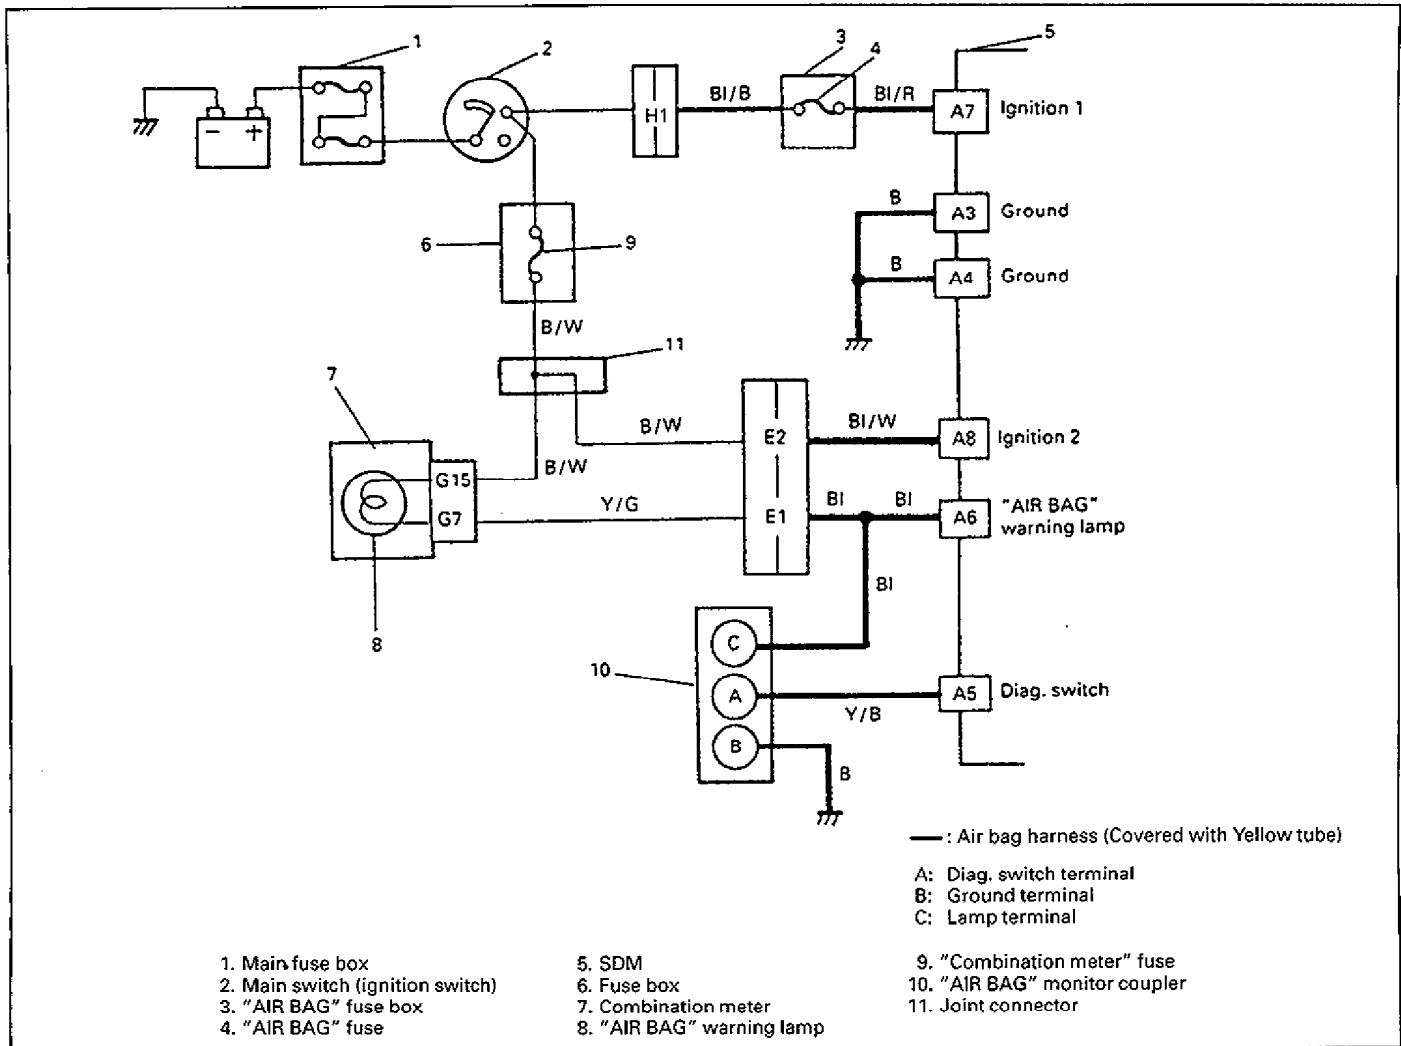 1
2
3
4
5
- +
H1
BI/B
BI/R
A7 Ignition 1
B
A3 Ground
6
9
B
A4 Ground
B/W
11
7
B/W
E2
BI/W
A8 Ignition 2
B/W
G15
Y/G
BI
BI
"AIR BAG"
G7
E1
A6
warning lamp
BI
8
C
10
A
Y/B
A5 Diag. switch
B
B
: Air bag harness (Covered with Yellow tube)
A: Diag. switch terminal
B: Ground terminal
C: Lamp terminal
1. Main fuse box
2. Main switch (ignition switch)
3. "AIR BAG" fuse box
4. "AIR BAG" fuse
5. SDM
6. Fuse box
7. Combination meter
8. "AIR BAG" warning lamp
9. "Combination meter" fuse
10. "AIR BAG" monitor coupler
11. Joint connector